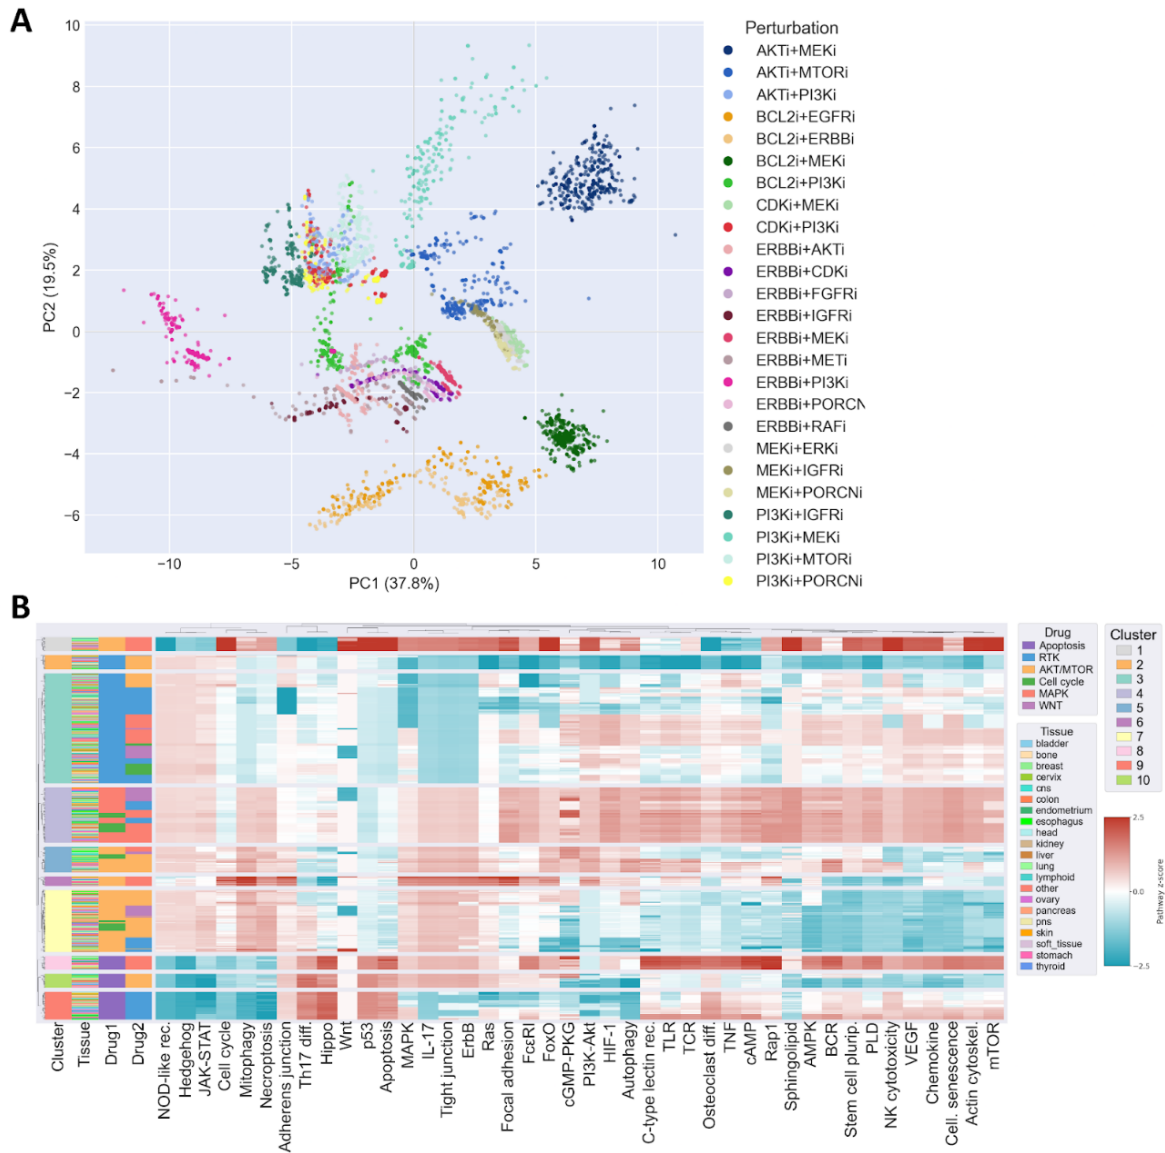 A
Perturbation
AKTi+MEKi
AKTi+MTORi
AKTi+PI3Ki
BCL2i+EGFRi
BCL2i+ERBBi
BCL2i+MEKi
BCL2i+PI3Ki
CDKi+MEKi
CDKi+PI3Ki
ERBBi+AKTi
ERBBi+CDKi
ERBBi+FGFRi
ERBBi+IGFRi
ERBBi+MEKi
ERBBi+METi
ERBBi+PI3Ki
ERBBi+PORCN
ERBBi+RAFi
MEKi+ERKi
MEKi+IGFRi
MEKi+PORCNi
PI3Ki+IGFRi
PI3Ki+MEKi
PI3Ki+MTORi
PI3Ki+PORCNi
10
8
6
4
2
0
−2
−4
−6
PC2 (19.5%)
−10
−5
0
5
10
PC1 (37.8%)
B
Drug
Apoptosis
RTK
AKT/MTOR
Cell cycle
MAPK
WNT
Cluster
1
2
3
4
5
6
7
8
9
10
Tissue
bladder
bone
breast
cervix
cns
colon
endometrium
esophagus
head
kidney
liver
lung
lymphoid
other
ovary
pancreas
pns
skin
soft_tissue
stomach
thyroid
2.5
0.0
−2.5
Pathway z-score
Cluster
Tissue
Drug1
Drug2
NOD-like rec.
Hedgehog
JAK-STAT
Cell cycle
Mitophagy
Necroptosis
Adherens junction
Th17 diff.
Hippo
Wnt
p53
Apoptosis
MAPK
IL-17
Tight junction
ErbB
Ras
Focal adhesion
FcεRI
FoxO
cGMP-PKG
PI3K-Akt
HIF-1
Autophagy
C-type lectin rec.
TLR
TCR
Osteoclast diff.
TNF
cAMP
Rap1
Sphingolipid
AMPK
BCR
Stem cell plurip.
PLD
NK cytotoxicity
VEGF
Chemokine
Cell. senescence
Actin cytoskel.
mTOR